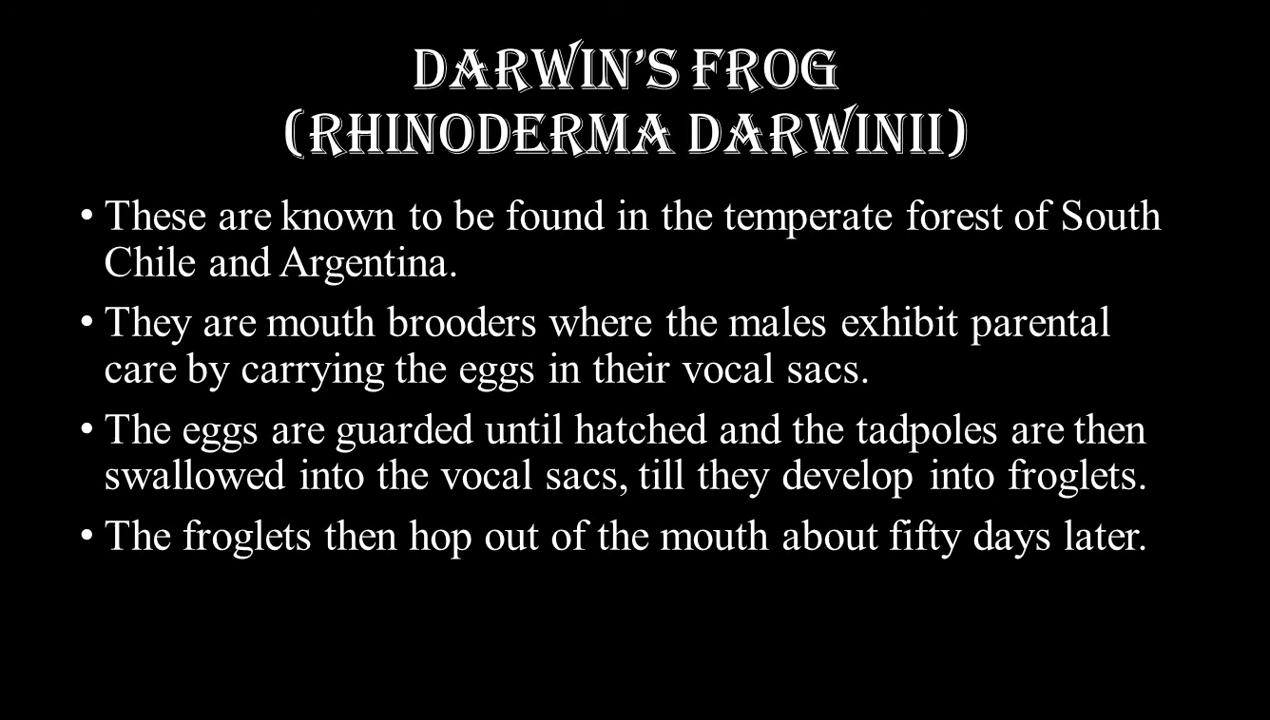 DARWIN'S FROG
(RHINODERMA DARWINII)
• These are known to be found in the temperate forest of South
Chile and Argentina.
• They are mouth brooders where the males exhibit parental
care by carrying the eggs in their vocal sacs.
• The eggs are guarded until hatched and the tadpoles are then
swallowed into the vocal sacs, till they develop into froglets.
• The froglets then hop out of the mouth about fifty days later.